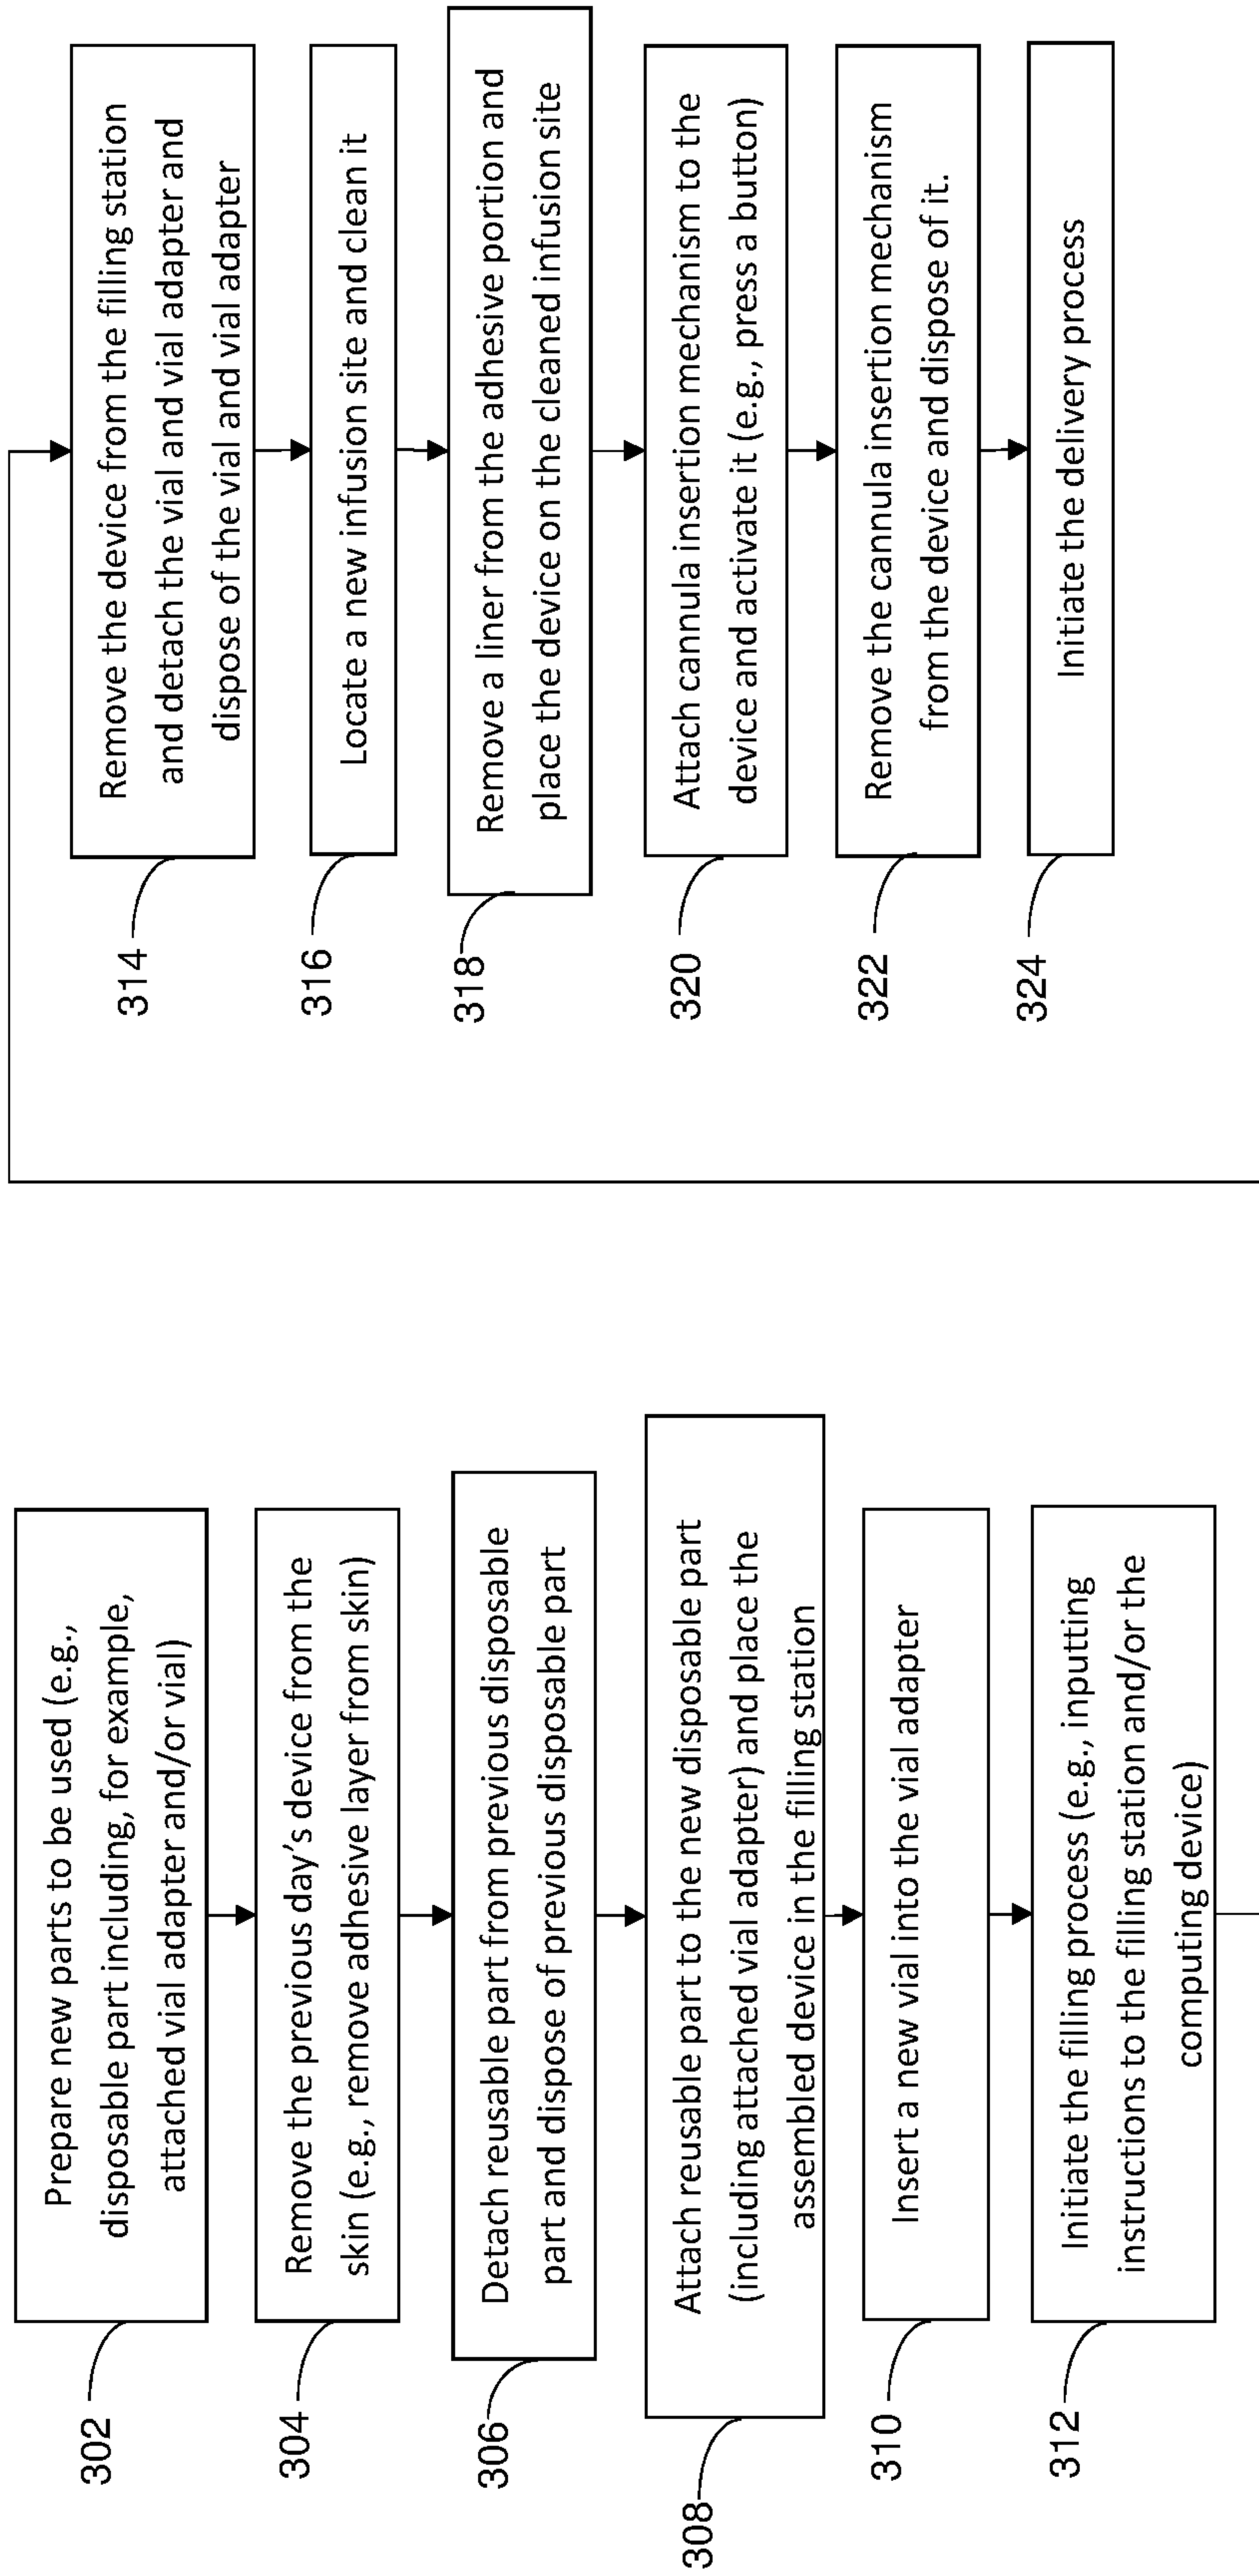 302
Prepare new parts to be used (e.g.,
disposable part including, for example,
attached vial adapter and/or vial)
304
Remove the previous day’s device from the
skin (e.g., remove adhesive layer from skin)
306
Detach reusable part from previous disposable
part and dispose of previous disposable part
308
Attach reusable part to the new disposable part
(including attached vial adapter) and place the
assembled device in the filling station
310
Insert a new vial into the vial adapter
312
Initiate the filling process (e.g., inputting
instructions to the filling station and/or the
computing device)
314
Remove the device from the filling station
and detach the vial and vial adapter and
dispose of the vial and vial adapter
316
Locate a new infusion site and clean it
318
Remove a liner from the adhesive portion and
place the device on the cleaned infusion site
320
Attach cannula insertion mechanism to the
device and activate it (e.g., press a button)
322
Remove the cannula insertion mechanism
from the device and dispose of it.
324
Initiate the delivery process